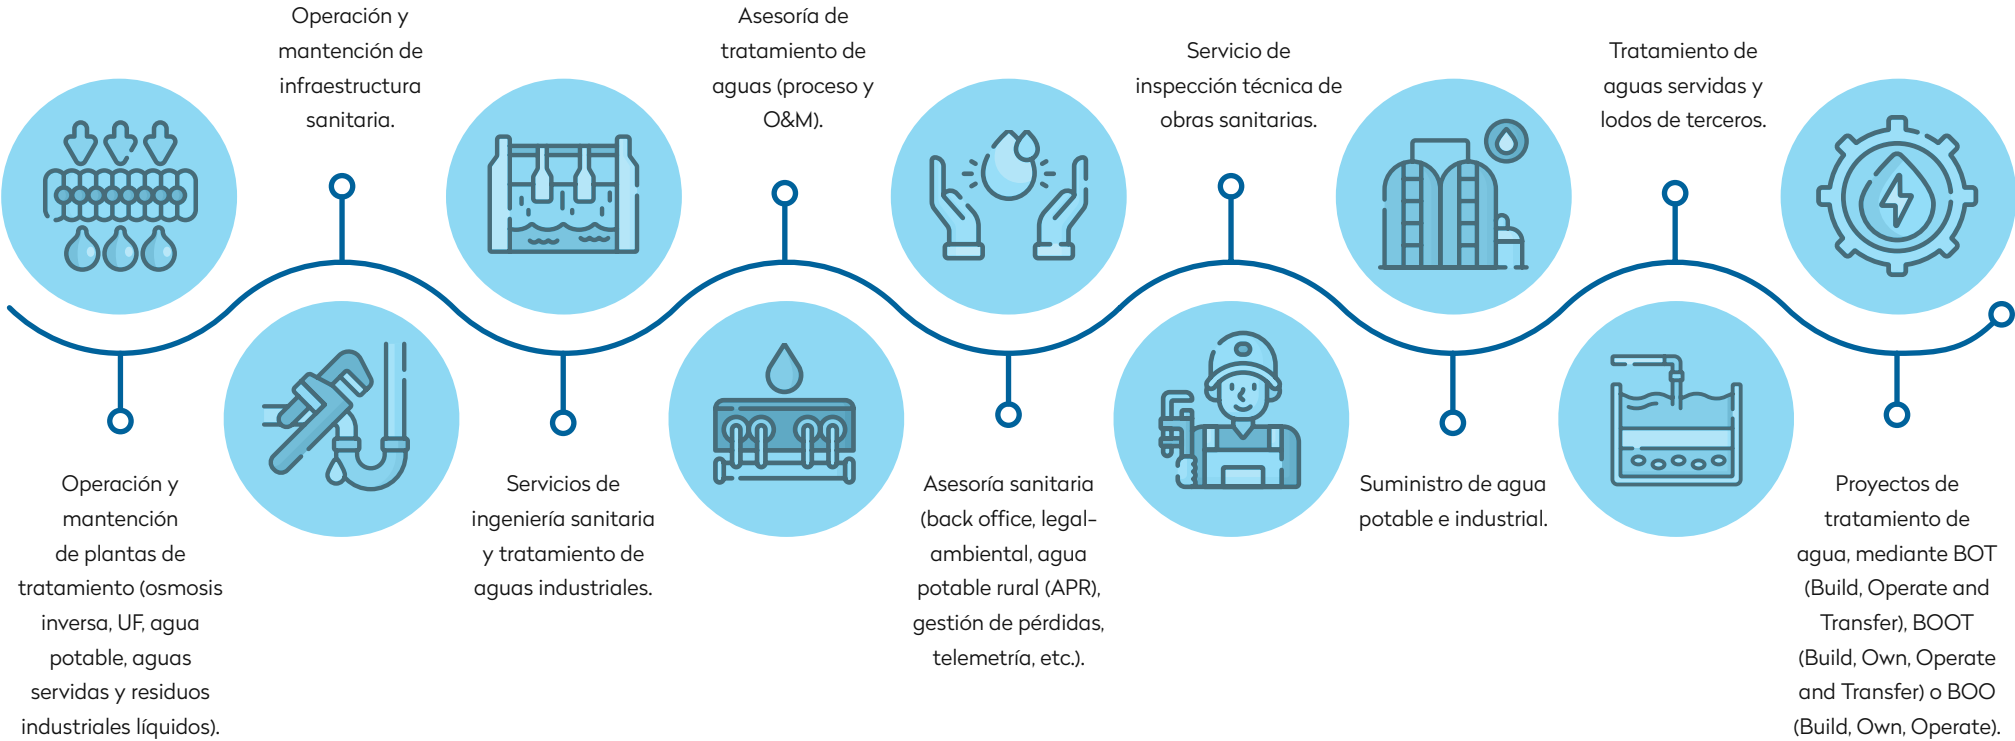 Operación y
mantención
de plantas de
tratamiento (osmosis
inversa, UF, agua
potable, aguas
servidas y residuos
industriales líquidos).
Operación y
mantención de
infraestructura
sanitaria.
Servicios de
ingeniería sanitaria
y tratamiento de
aguas industriales.
Asesoría de
tratamiento de
aguas (proceso y
O&M).
Asesoría sanitaria
(back office, legal-
ambiental, agua
potable rural (APR),
gestión de pérdidas,
telemetría, etc.).
Servicio de
inspección técnica de
obras sanitarias.
Suministro de agua
potable e industrial.
Tratamiento de
aguas servidas y
lodos de terceros.
Proyectos de
tratamiento de
agua, mediante BOT
(Build, Operate and
Transfer), BOOT
(Build, Own, Operate
and Transfer) o BOO
(Build, Own, Operate).